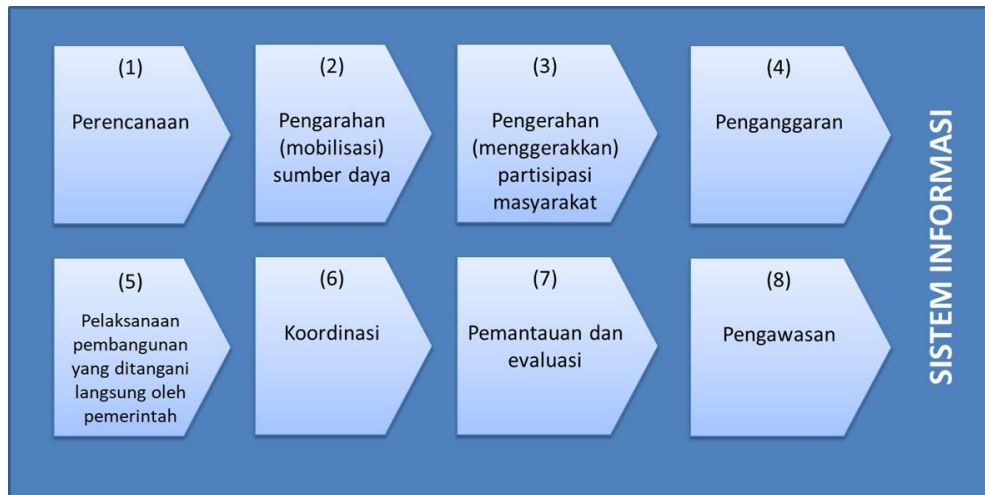 (1)
Perencanaan
(2)
Pengarahan
(mobilisasi)
sumber daya
(3)
Pengerahan
(menggerakkan)
partisipasi
masyarakat
(4)
Penganggaran
(5)
Pelaksanaan
pembangunan
yang ditangani
langsung oleh
pemerintah
(6)
Koordinasi
(7)
Pemantauan dan
evaluasi
(8)
Pengawasan
SISTEM INFORMASI